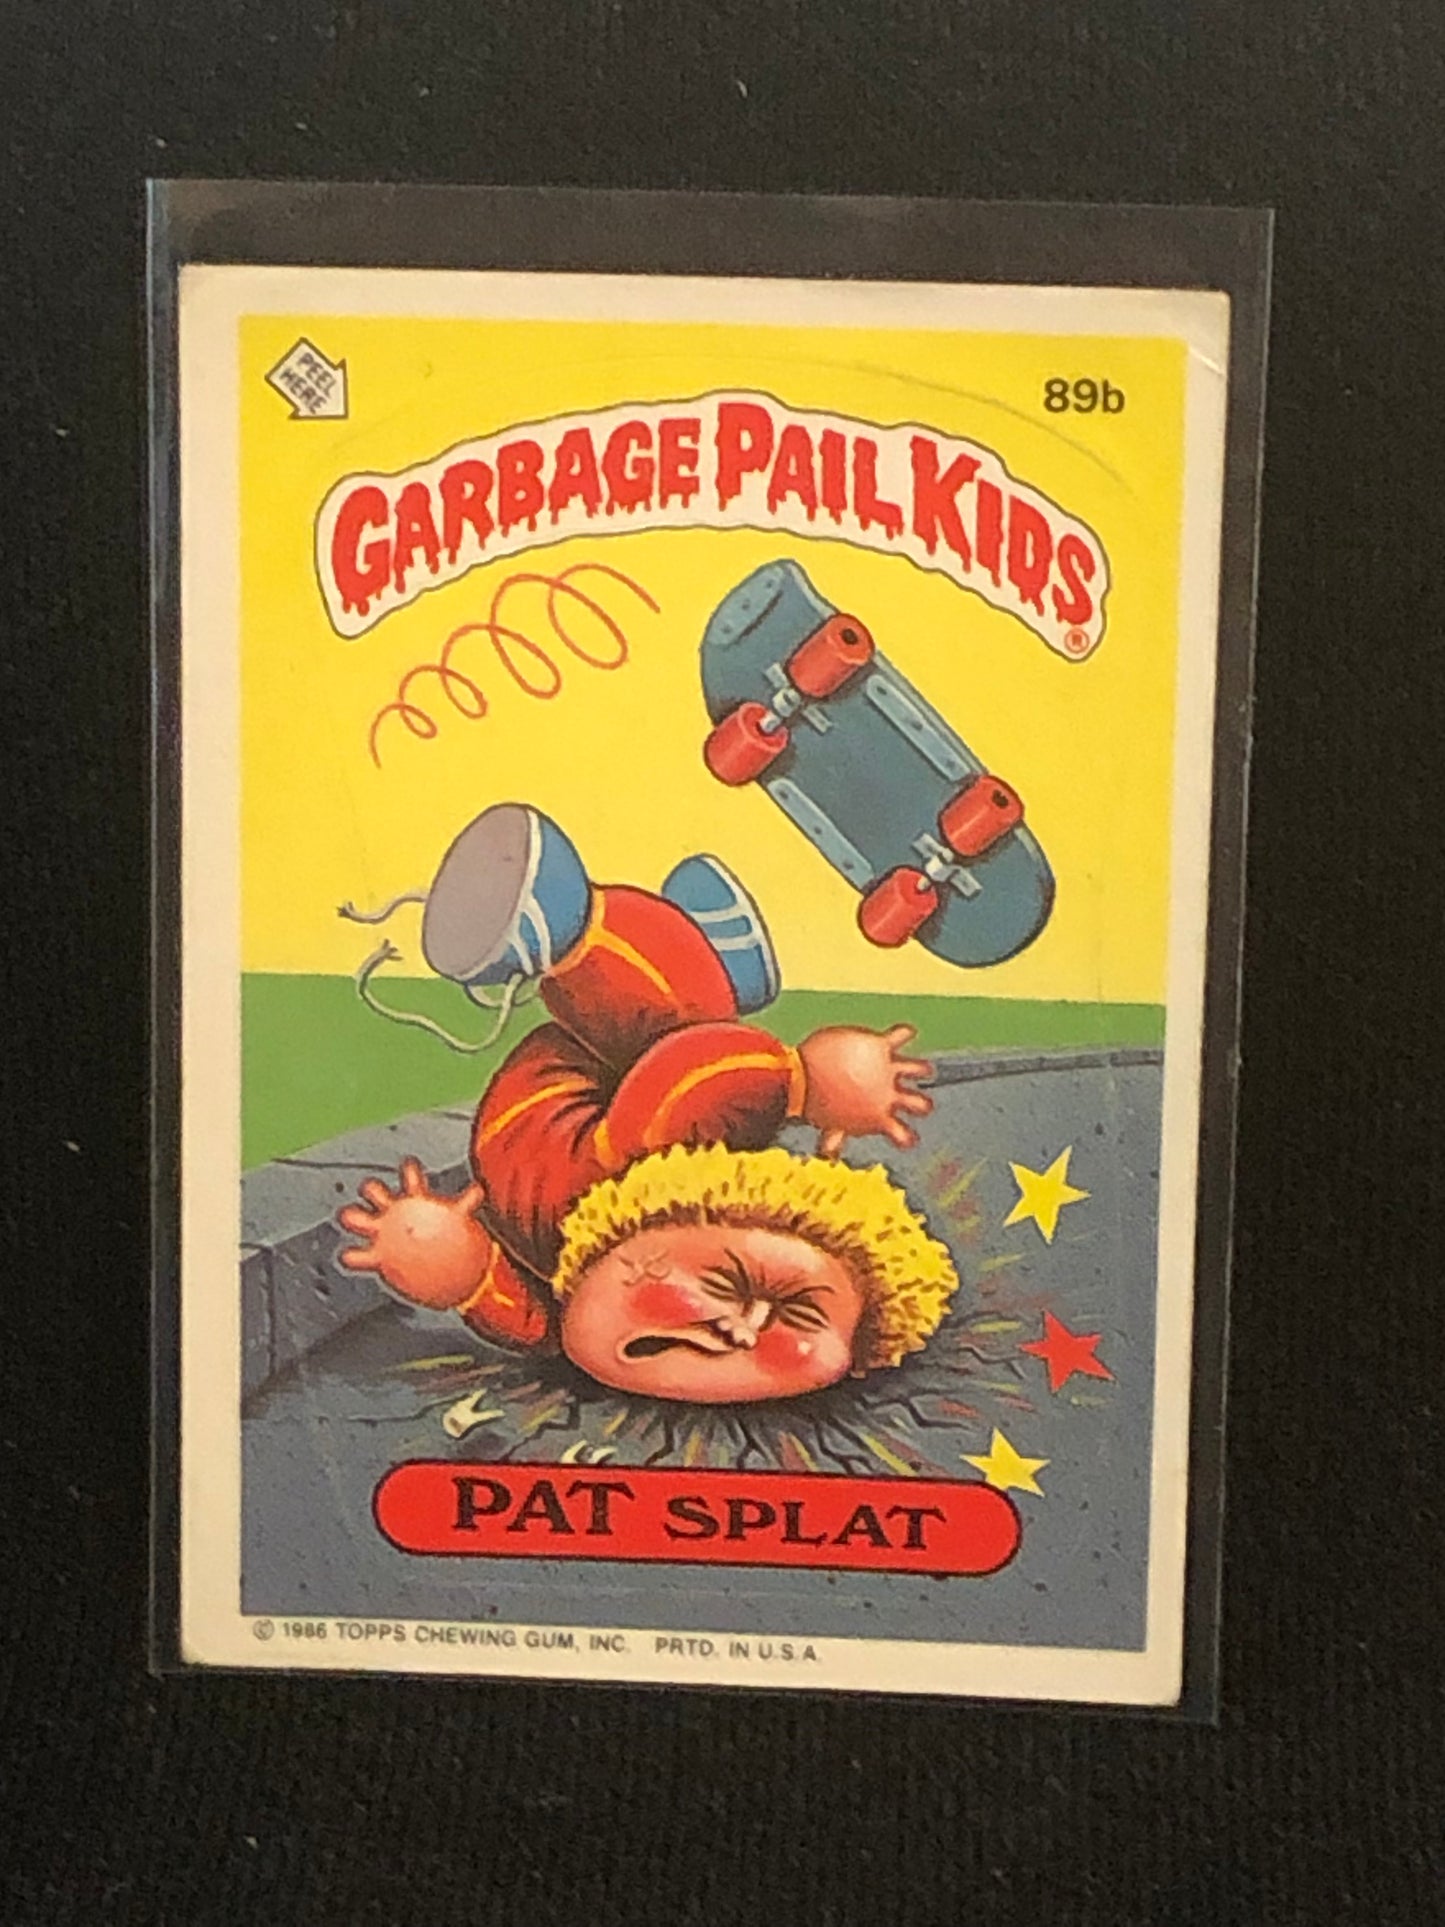 PEEL
HERE
89b
GARBAGE PAIL KIDS
®
PAT SPLAT
© 1986 TOPPS CHEWING GUM, INC. PRTD. IN U.S.A.